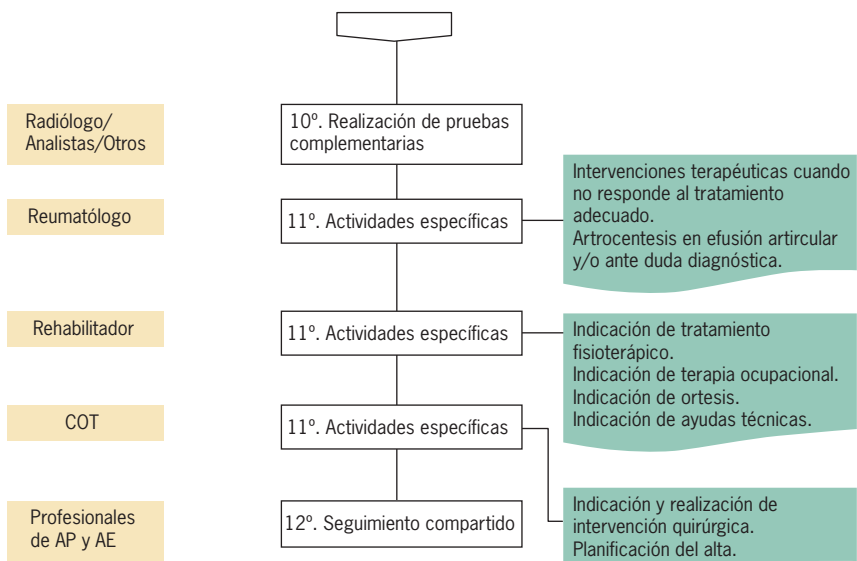 Radiólogo/
Analistas/Otros
10º. Realización de pruebas
complementarias
Reumatólogo
11º. Actividades específicas
Intervenciones terapéuticas cuando
no responde al tratamiento
adecuado.
Artrocentesis en efusión artircular
y/o ante duda diagnóstica.
Rehabilitador
11º. Actividades específicas
Indicación de tratamiento
fisioterápico.
Indicación de terapia ocupacional.
Indicación de ortesis.
Indicación de ayudas técnicas.
COT
11º. Actividades específicas
Indicación y realización de
intervención quirúrgica.
Planificación del alta.
Profesionales
de AP y AE
12º. Seguimiento compartido